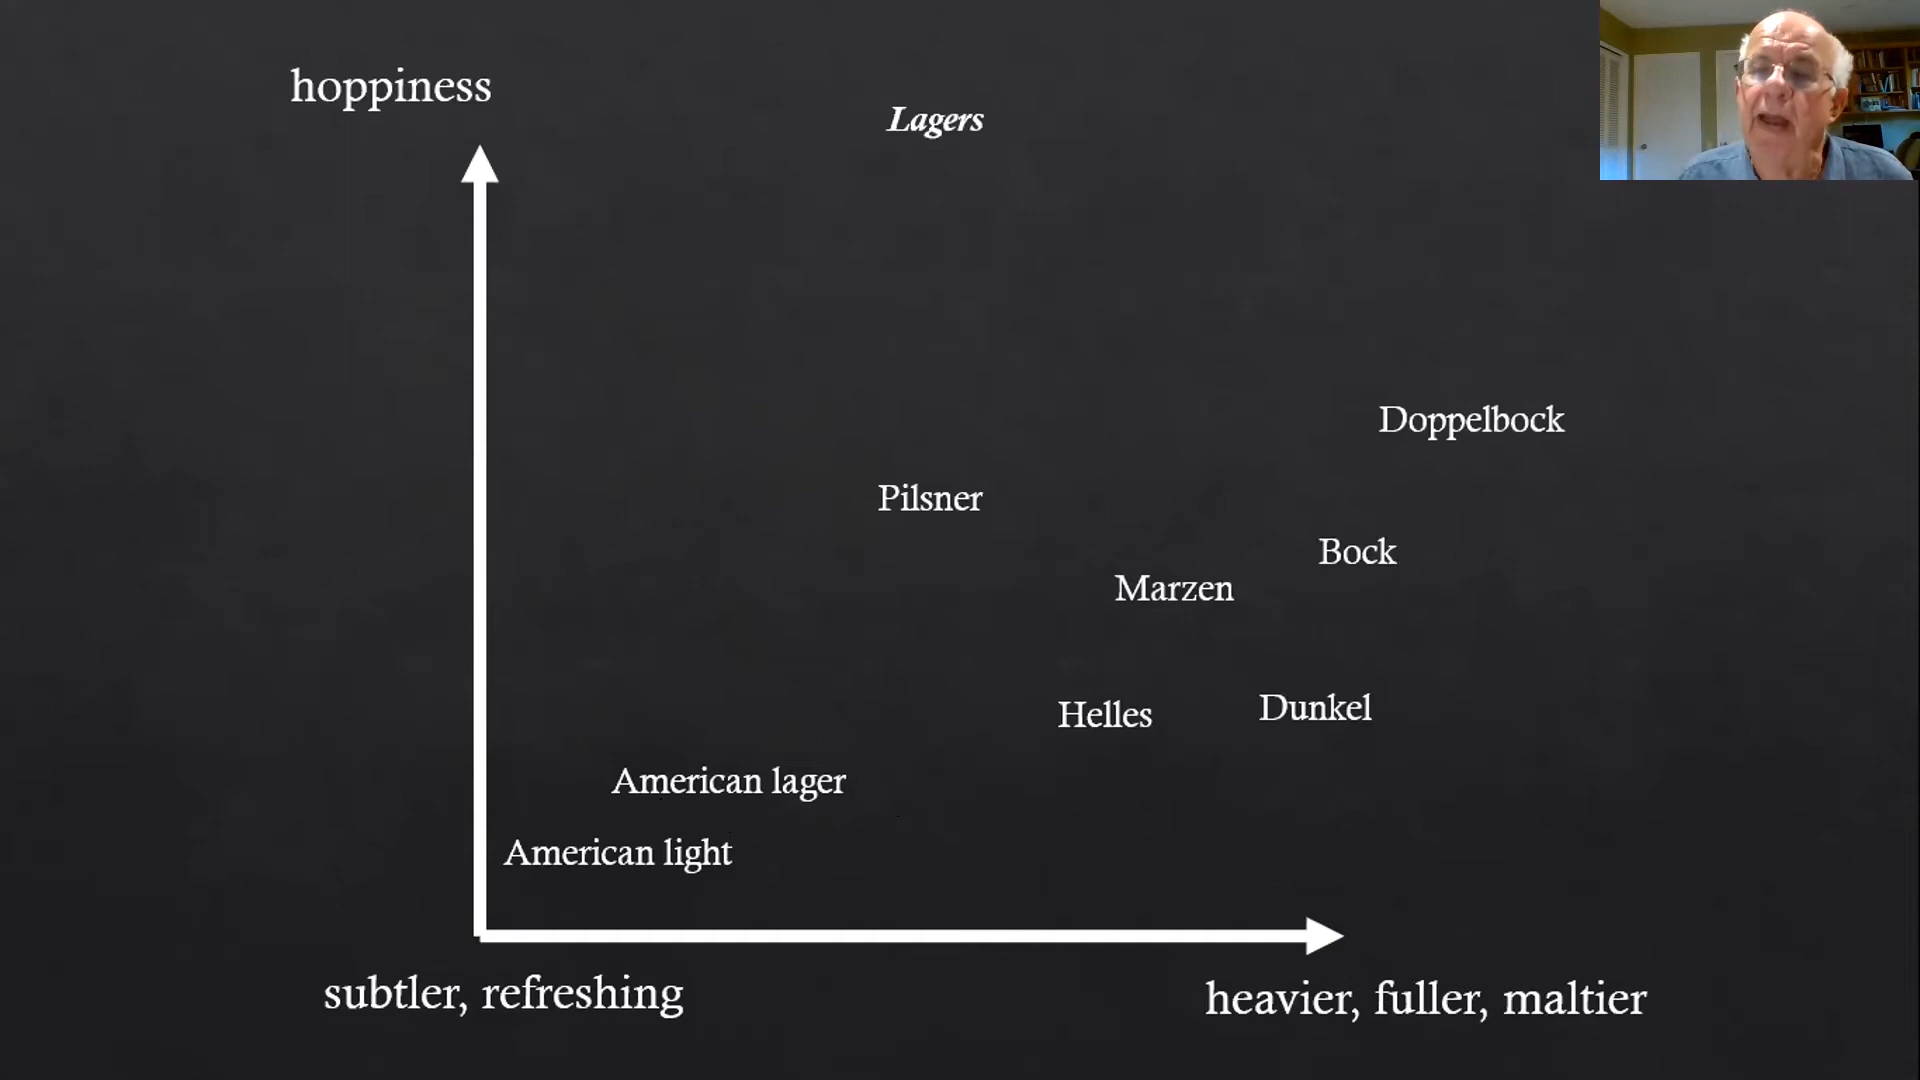 hoppiness
Lagers
Doppelbock
Pilsner
Bock
Marzen
Helles
Dunkel
American lager
American light
subtler, refreshing
heavier, fuller, maltier